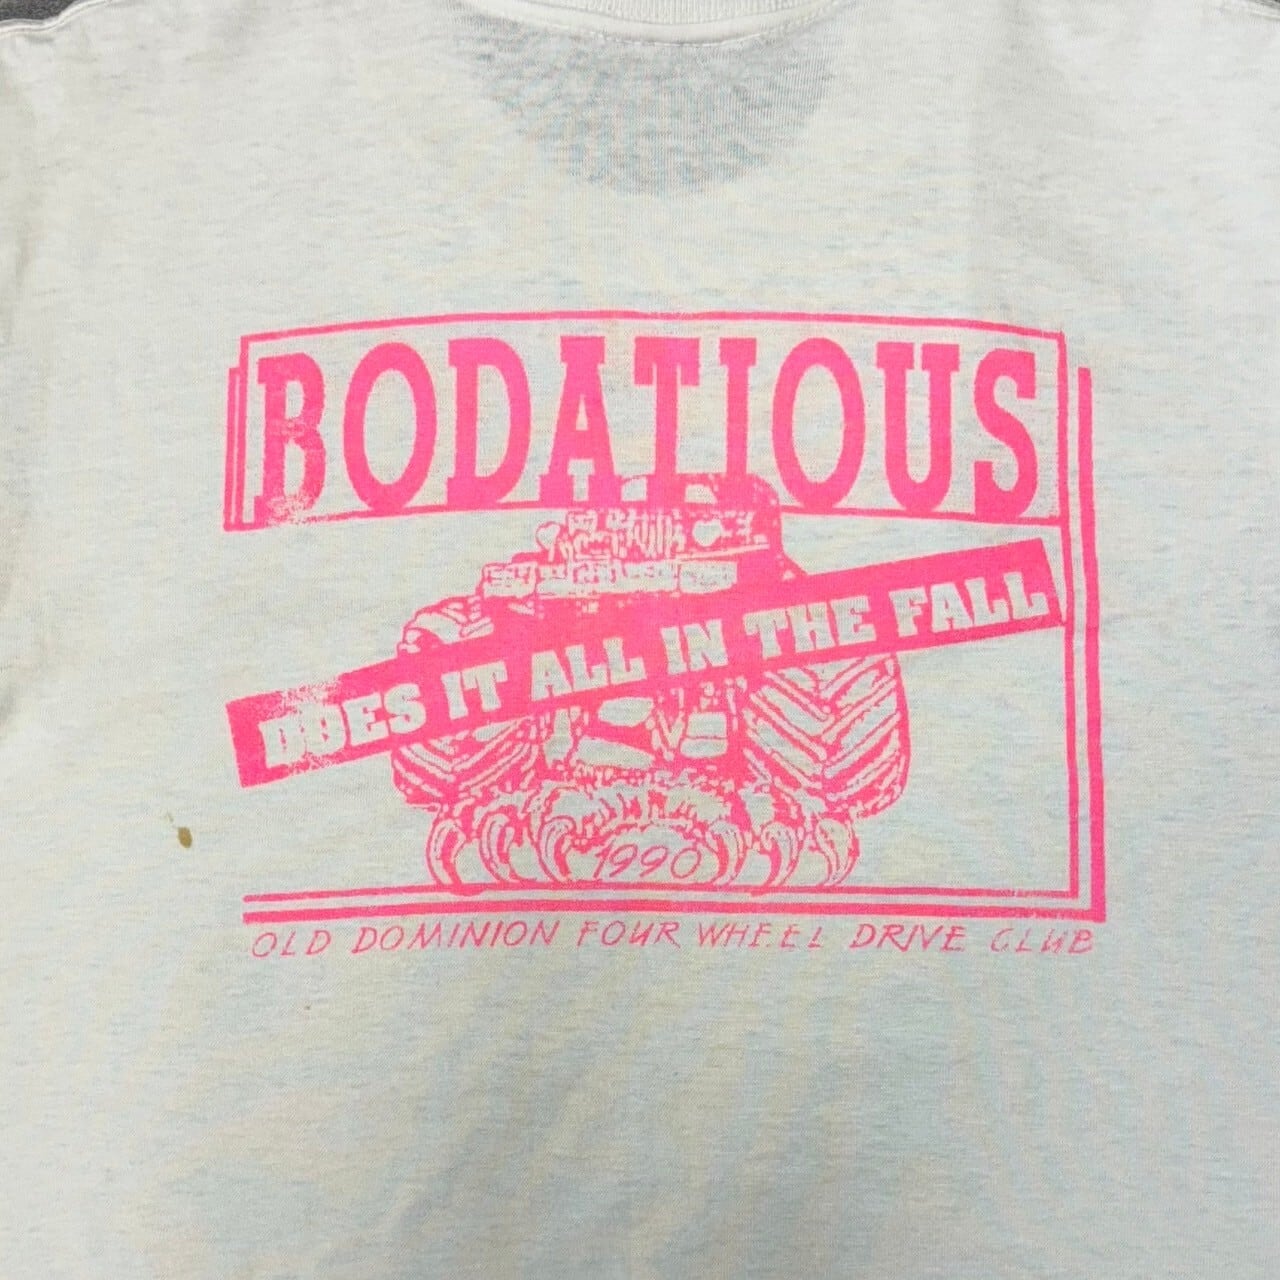 BODATIOUS
DOES IT ALL IN THE FALL
1990
OLD DOMINION FOUR WHEEL DRIVE CLUB